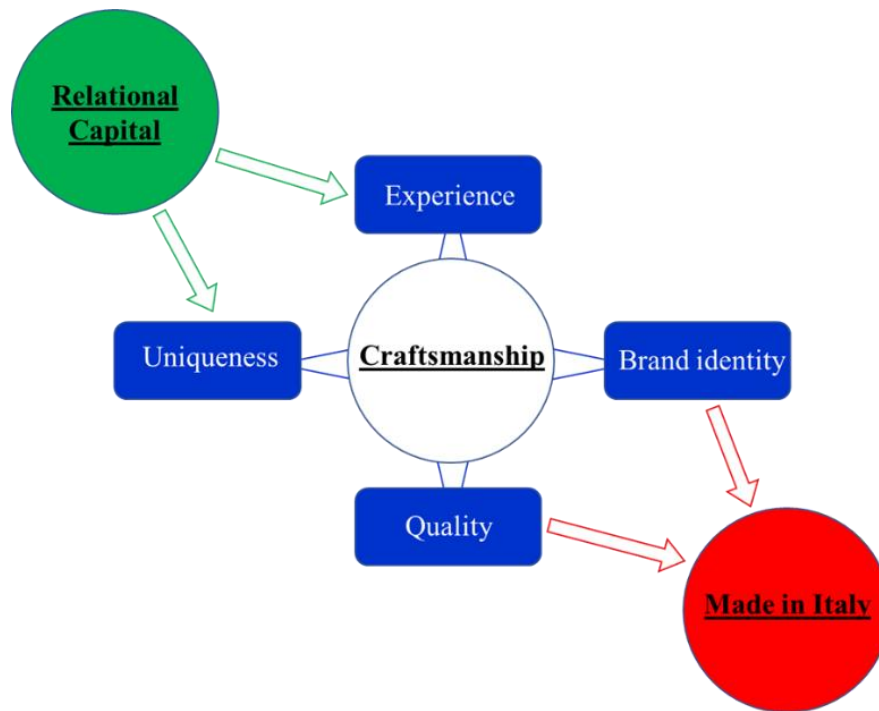 Relational
Capital
Experience
Uniqueness
Craftsmanship
Brand identity
Quality
Made in Italy